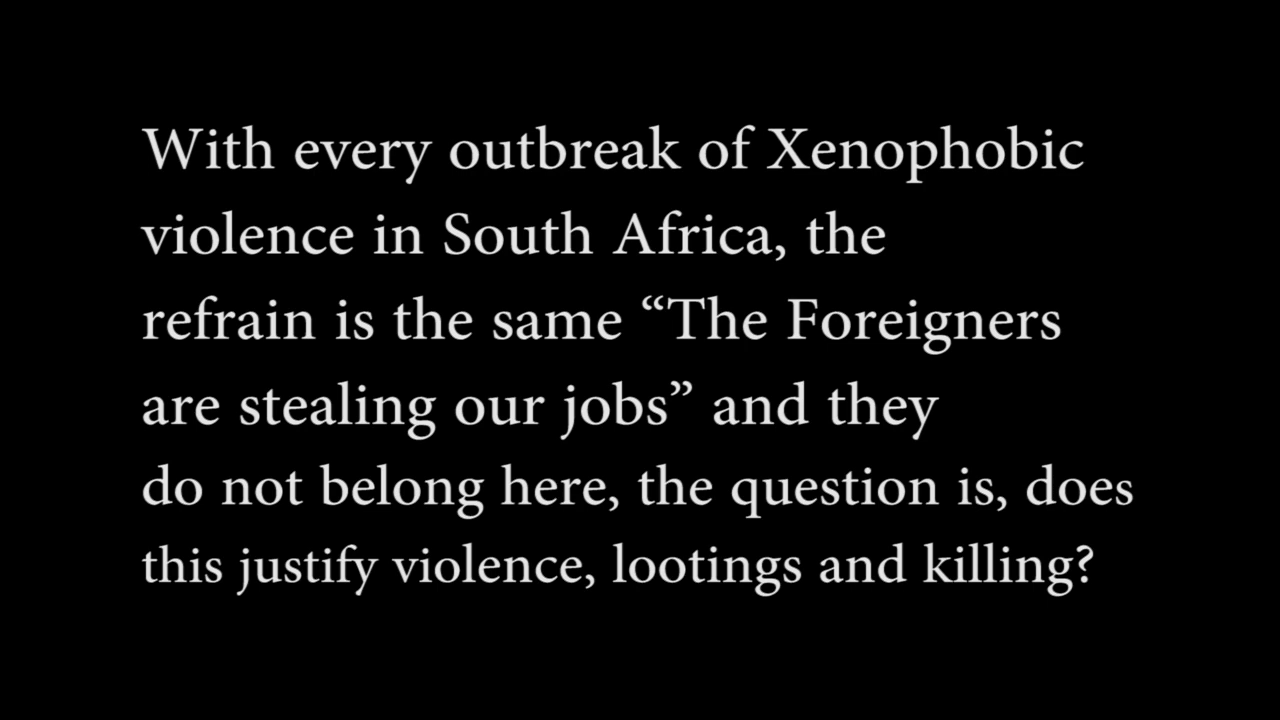 With every outbreak of Xenophobic
violence in South Africa, the
refrain is the same “The Foreigners
are stealing our jobs” and they
do not belong here, the question is, does
this justify violence, lootings and killing?